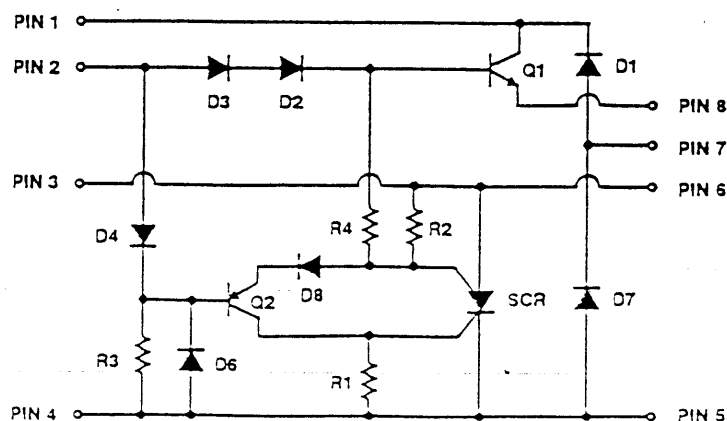 PIN 1
PIN 2
D3
D2
Q1
D1
PIN 8
PIN 7
PIN 3
PIN 6
D4
R4
R2
D8
Q2
SCR
D7
R3
D6
R1
PIN 4
PIN 5